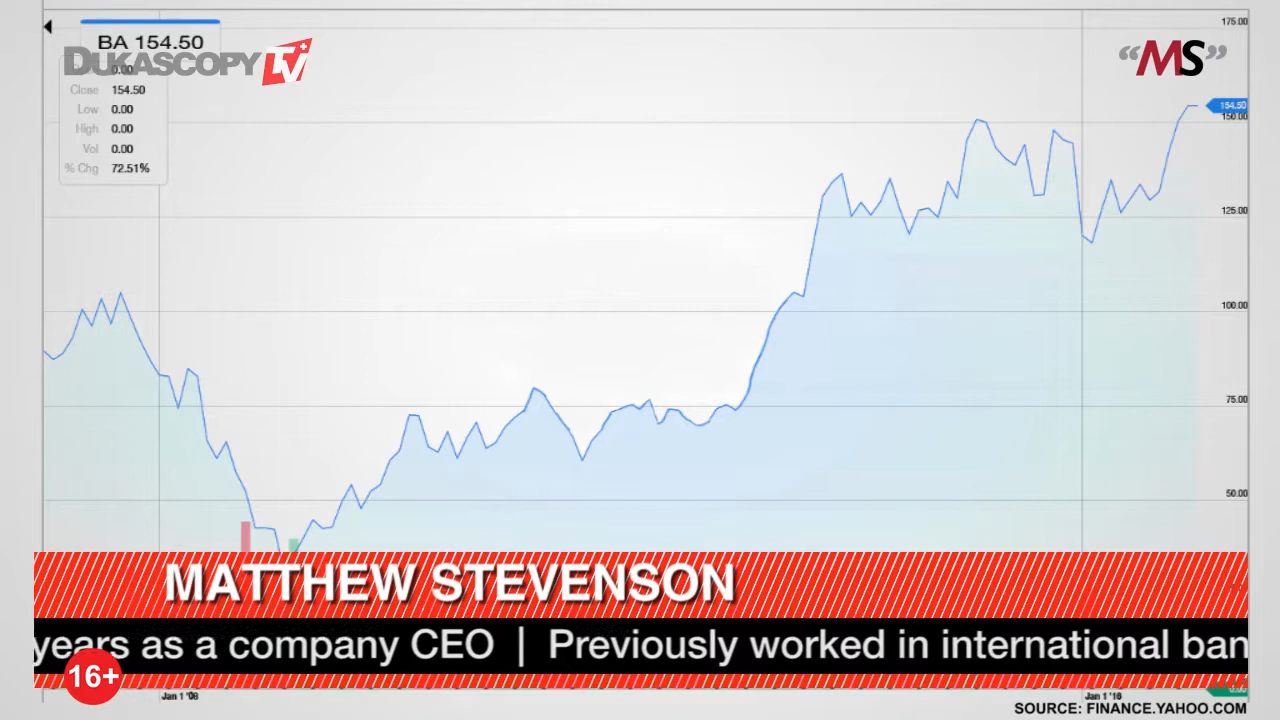 175.00
BA 154.50
DUKASCOPY TV
“MS”
0.00
Close 154.50
Low 0.00
High 0.00
Vol 0.00
% Chg 72.51%
154.50
150.00
125.00
100.00
75.00
50.00
MATTHEW STEVENSON
years as a company CEO | Previously worked in international ban
16+
Jan 1 '08
Jan 1 '16
SOURCE: FINANCE.YAHOO.COM